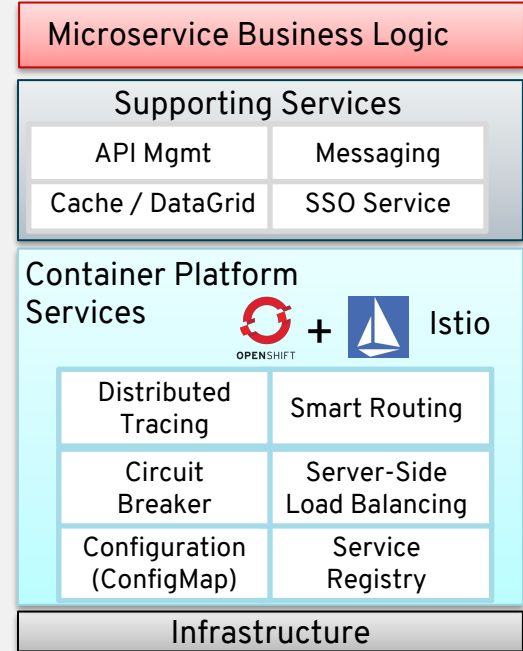 Microservice Business Logic
Supporting Services
API Mgmt
Messaging
Cache / DataGrid
SSO Service
Container Platform
Services
OPENSHIFT
+
Istio
Distributed
Tracing
Smart Routing
Circuit
Breaker
Server-Side
Load Balancing
Configuration
(ConfigMap)
Service
Registry
Infrastructure